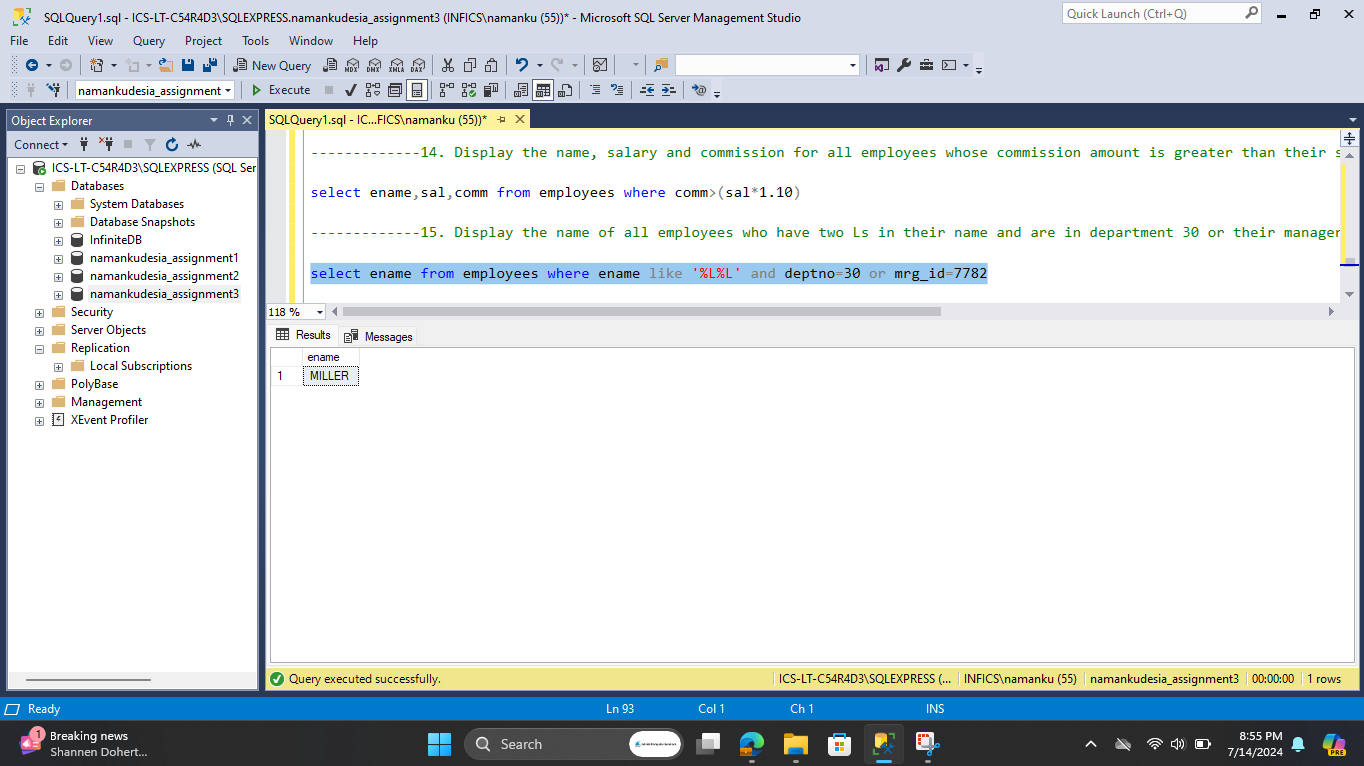 SQLQuery1.sql - ICS-LT-C54R4D3\SQLEXPRESS.namankudesia_assignment3 (INFICS\namanku (55))* - Microsoft SQL Server Management Studio
Quick Launch (Ctrl+Q)
File Edit View Query Project Tools Window Help
New Query MDX DMX XMLA DAX
namankudesia_assignment Execute
Object Explorer
Connect
ICS-LT-C54R4D3\SQLEXPRESS (SQL Ser
Databases
System Databases
Database Snapshots
InfiniteDB
namankudesia_assignment1
namankudesia_assignment2
namankudesia_assignment3
Security
Server Objects
Replication
Local Subscriptions
PolyBase
Management
XEvent Profiler
SQLQuery1.sql - IC...FICS\namanku (55))*
-------------14. Display the name, salary and commission for all employees whose commission amount is greater than their s
select ename,sal,comm from employees where comm>(sal*1.10)
-------------15. Display the name of all employees who have two Ls in their name and are in department 30 or their manager
select ename from employees where ename like '%L%L' and deptno=30 or mrg_id=7782
118 %
Results Messages
ename
1 MILLER
Query executed successfully.
ICS-LT-C54R4D3\SQLEXPRESS (... INFICS\namanku (55) namankudesia_assignment3 00:00:00 1 rows
Ready Ln 93 Col 1 Ch 1 INS
1
Breaking news
Shannen Dohert...
Search
PRE
8:55 PM
7/14/2024